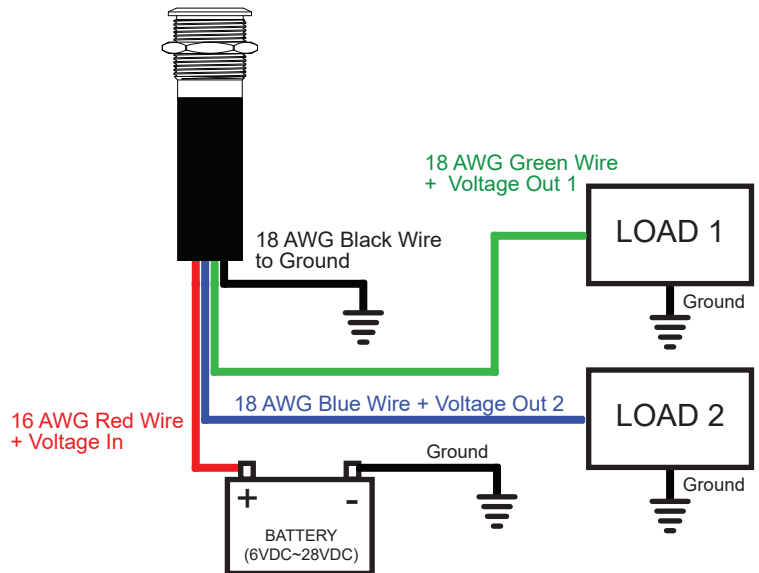 18 AWG Green Wire
+ Voltage Out 1
LOAD 1
18 AWG Black Wire
to Ground
Ground
18 AWG Blue Wire + Voltage Out 2
LOAD 2
16 AWG Red Wire
+ Voltage In
Ground
Ground
+ -
BATTERY
(6VDC~28VDC)